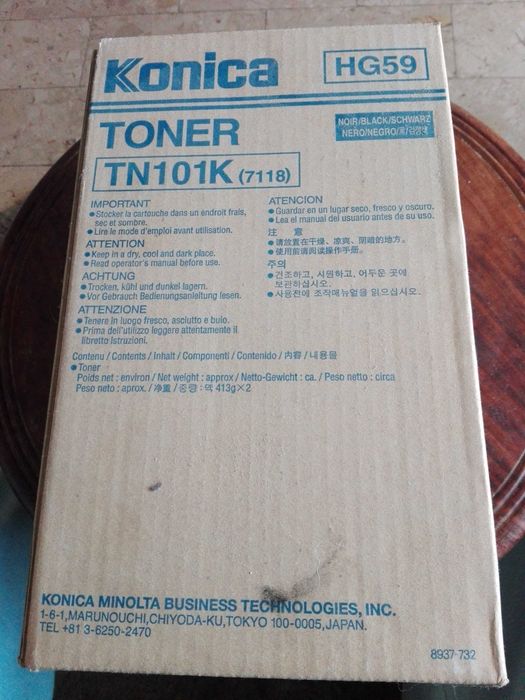 Konica
HG59
TONER
NOIR/BLACK/SCHWARZ
NERO/NEGRO/黑/검정색
TN101K (7118)
IMPORTANT
●Stocker la cartouche dans un endroit frais,
sec et sombre.
●Lire le mode d'emploi avant utilisation.
ATTENTION
●Keep in a dry, cool and dark place.
●Read operator's manual before use.
ACHTUNG
●Trocken, kühl und dunkel lagern.
●Vor Gebrauch Bedienungsanleitung lesen.
ATTENZIONE
●Tenere in luogo fresco, asciutto e buio.
●Prima dell'utilizzo leggere attentamente il
libretto istruzioni.
ATENCION
●Guardar en un lugar seco, fresco y oscuro.
●Lea el manual del usuario antes de su uso.
注 意
●请放置在干燥、凉爽、阴暗的地方。
●使用前请阅读操作手册。
주의
●건조하고, 시원하고, 어두운 곳에
보관하십시오.
●사용전에 조작매뉴얼을 읽으십시오.
Contenu / Contents / Inhalt / Componenti / Contenido / 内容 / 내용물
●Toner
Poids net : environ / Net weight : approx / Netto-Gewicht : ca. / Peso netto : circa
Peso neto : aprox. / 净重 / 중량 : 약 413g×2
KONICA MINOLTA BUSINESS TECHNOLOGIES, INC.
1-6-1,MARUNOUCHI,CHIYODA-KU,TOKYO 100-0005,JAPAN.
TEL +81 3-6250-2470
8937-732